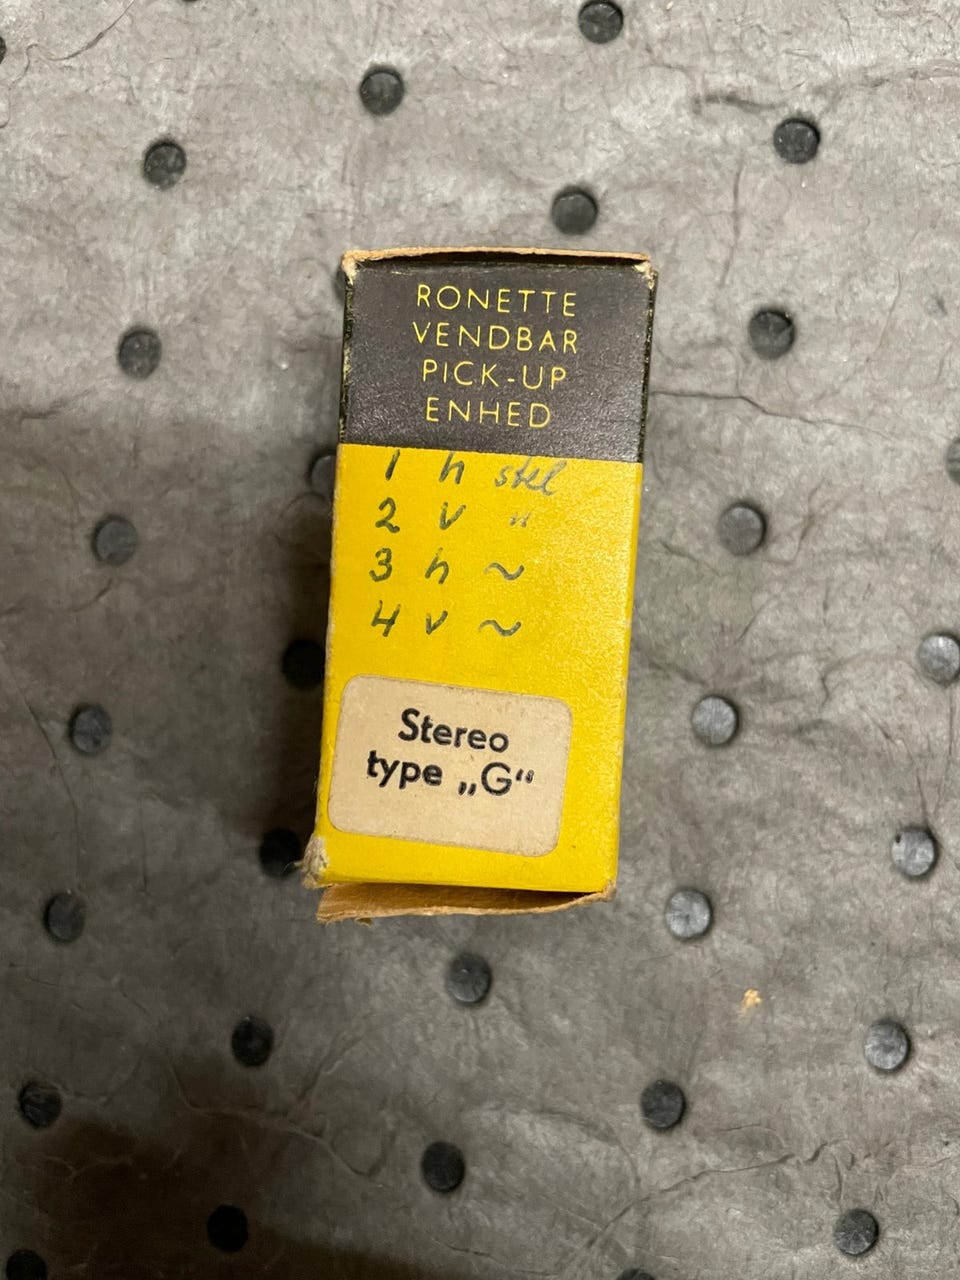 RONETTE
VENDBAR
PICK-UP
ENHED
1 h stel
2 v "
3 h ~
4 v ~
Stereo
type „G“